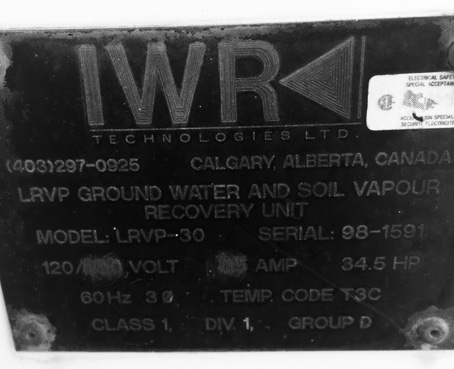 IWR
TECHNOLOGIES LTD.
ELECTRICAL SAFETY
SPECIAL ACCEPTANCE
(403)297-0925 CALGARY, ALBERTA, CANADA
LRVP GROUND WATER AND SOIL VAPOUR
RECOVERY UNIT
MODEL: LRVP-30 SERIAL: 98-1591
120/ VOLT AMP 34.5 HP
60Hz 3Ø TEMP. CODE T3C
CLASS 1, DIV. 1, GROUP D